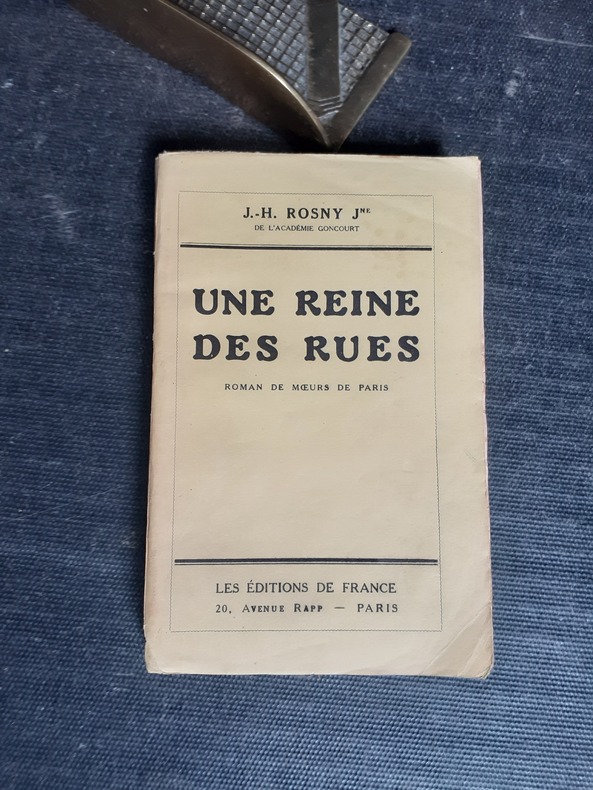 J.-H. ROSNY JNE
DE L'ACADÉMIE GONCOURT
UNE REINE
DES RUES
ROMAN DE MŒURS DE PARIS
LES ÉDITIONS DE FRANCE
20, AVENUE RAPP — PARIS